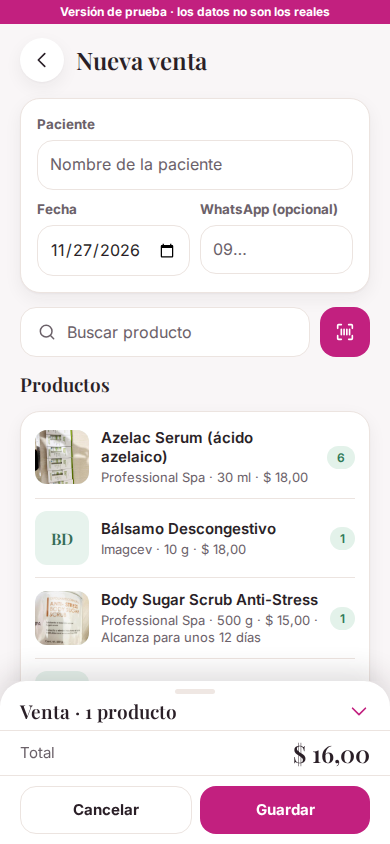 Versión de prueba · los datos no son los reales
Nueva venta
Paciente
Nombre de la paciente
Fecha
WhatsApp (opcional)
11/27/2026
09...
Buscar producto
Productos
Azelac Serum (ácido
azelaico)
6
Professional Spa · 30 ml · $ 18,00
BD
Bálsamo Descongestivo
1
Imagcev · 10 g · $ 18,00
Body Sugar Scrub Anti-Stress
1
Professional Spa · 500 g · $ 15,00 ·
Alcanza para unos 12 días
Venta · 1 producto
Total
$ 16,00
Cancelar
Guardar